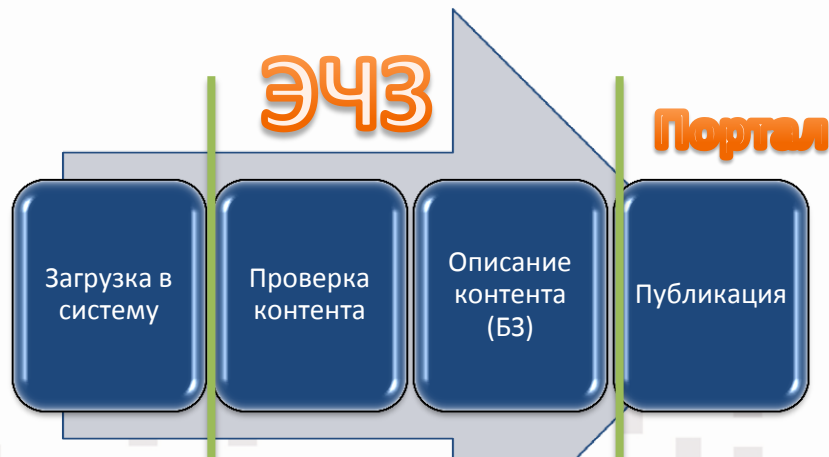 ЭЧЗ
Портал
Загрузка в
систему
Проверка
контента
Описание
контента
(БЗ)
Публикация